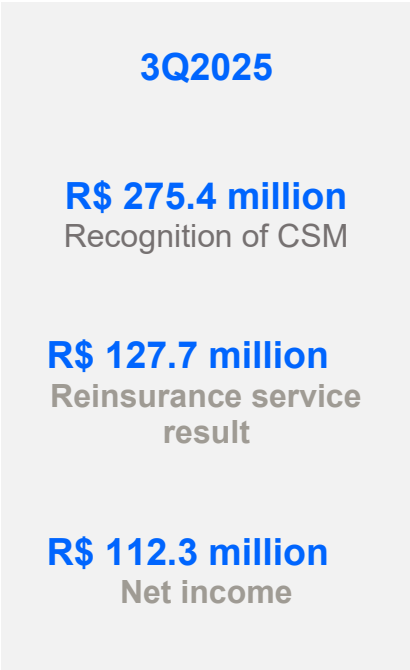 3Q2025
R$ 275.4 million
Recognition of CSM
R$ 127.7 million
Reinsurance service
result
R$ 112.3 million
Net income